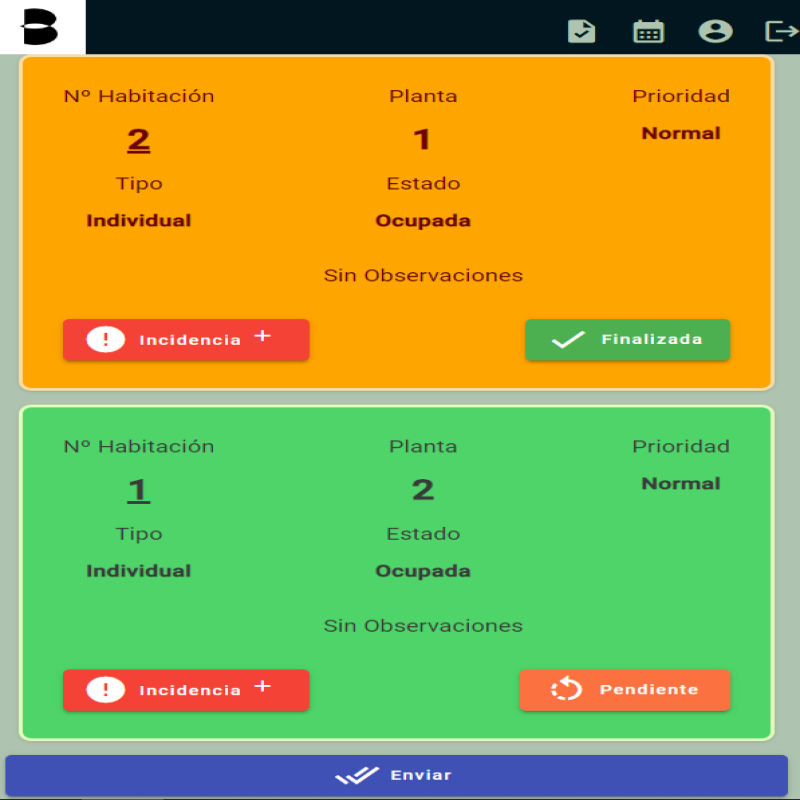 Nº Habitación Planta Prioridad
2 1 Normal
Tipo Estado
Individual Ocupada
Sin Observaciones
! Incidencia + Finalizada
Nº Habitación Planta Prioridad
1 2 Normal
Tipo Estado
Individual Ocupada
Sin Observaciones
! Incidencia + Pendiente
Enviar